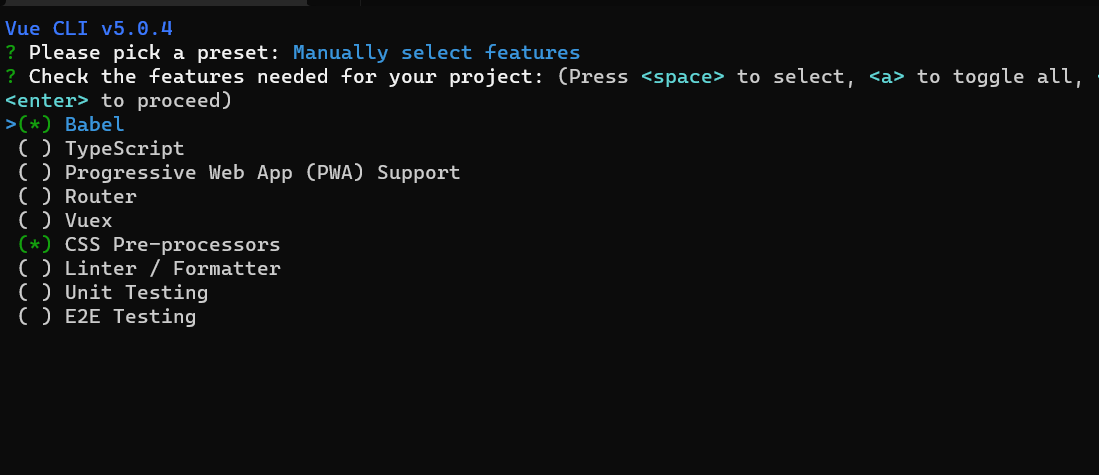 Vue CLI v5.0.4
? Please pick a preset: Manually select features
? Check the features needed for your project: (Press <space> to select, <a> to toggle all, <
<enter> to proceed)
>(*) Babel
( ) TypeScript
( ) Progressive Web App (PWA) Support
( ) Router
( ) Vuex
(*) CSS Pre-processors
( ) Linter / Formatter
( ) Unit Testing
( ) E2E Testing